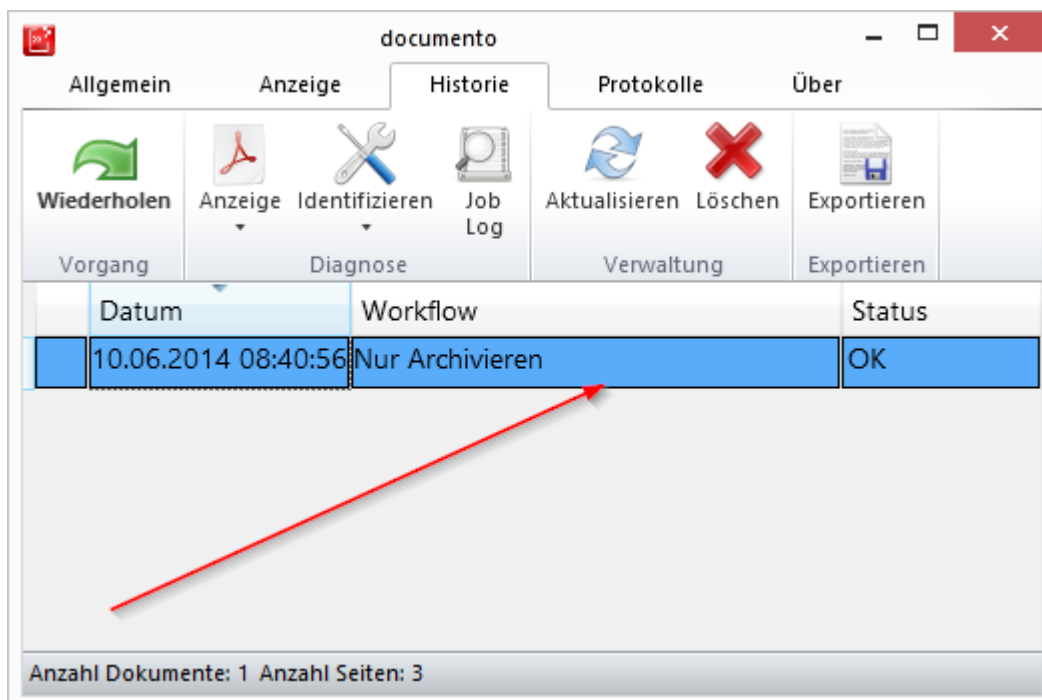 documento
Allgemein Anzeige Historie Protokolle Über
Wiederholen Anzeige Identifizieren Job Log Aktualisieren Löschen Exportieren
Vorgang Diagnose Verwaltung Exportieren
Datum Workflow Status
10.06.2014 08:40:56 Nur Archivieren OK
Anzahl Dokumente: 1 Anzahl Seiten: 3